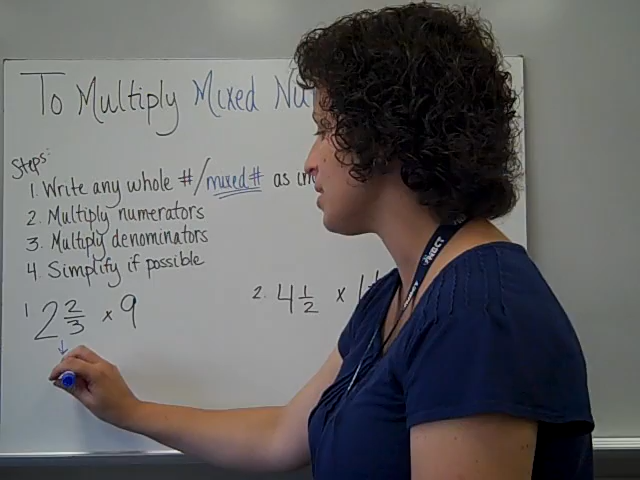 To Multiply Mixed Nu
Steps:
1. Write any whole #/mixed# as im
2. Multiply numerators
3. Multiply denominators
4 Simplify if possible
1 2 2/3 x 9
2. 4 1/2 x 1